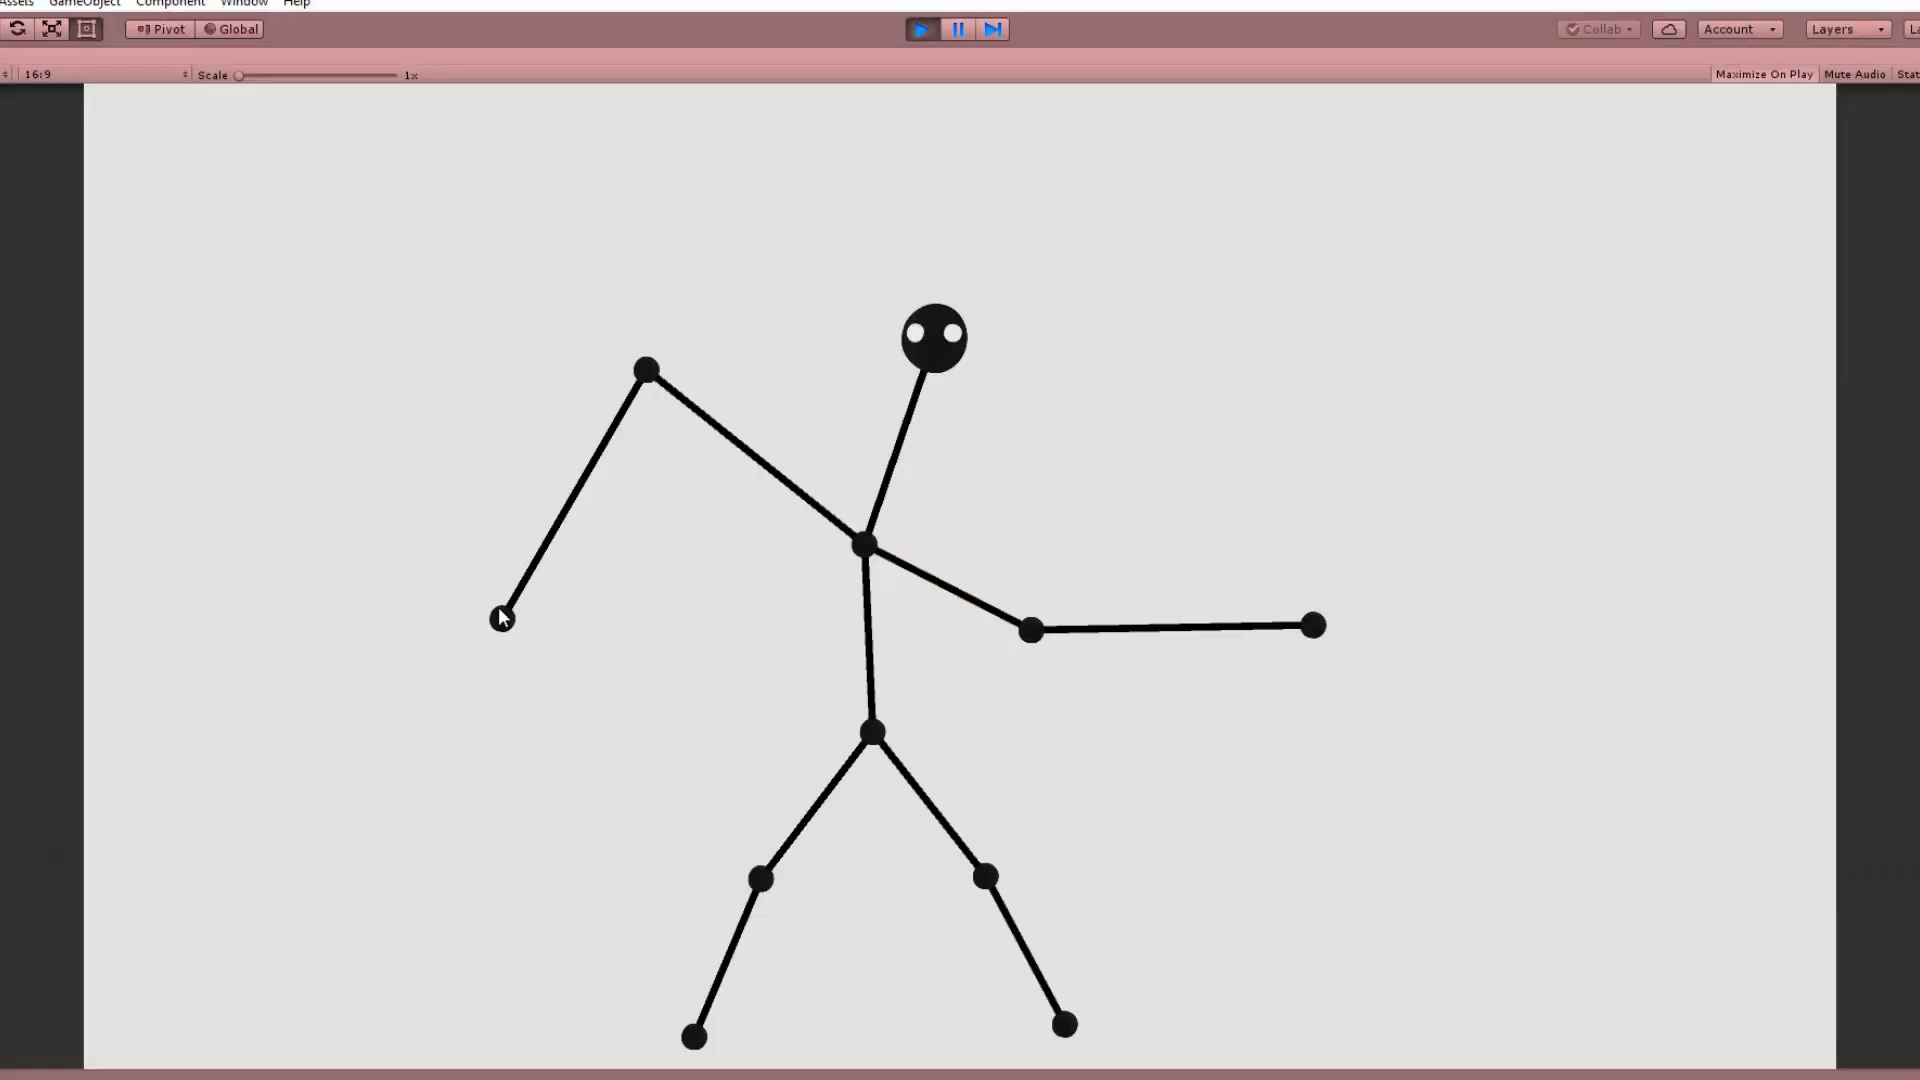 Assets GameObject Component Window Help
Pivot Global Collab Account Layers
16:9 Scale 1x Maximize On Play Mute Audio Stat